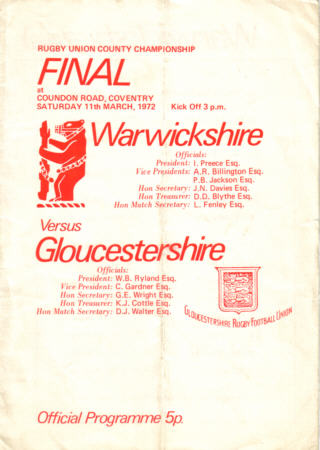 RUGBY UNION COUNTY CHAMPIONSHIP
FINAL
at
COUNDON ROAD, COVENTRY
SATURDAY 11th MARCH, 1972 Kick Off 3 p.m.
Warwickshire
Officials:
President: I. Preece Esq.
Vice Presidents: A.R. Billington Esq.
P.B. Jackson Esq.
Hon Secretary: J.N. Davies Esq.
Hon Treasurer: D.D. Blythe Esq.
Hon Match Secretary: L. Fenley Esq.
Versus
Gloucestershire
Officials:
President: W.B. Ryland Esq.
Vice President: C. Gardner Esq.
Hon Secretary: G.E. Wright Esq.
Hon Treasurer: K.J. Cottle Esq.
Hon Match Secretary: D.J. Walter Esq.
GLOUCESTERSHIRE RUGBY FOOTBALL UNION
Official Programme 5p.